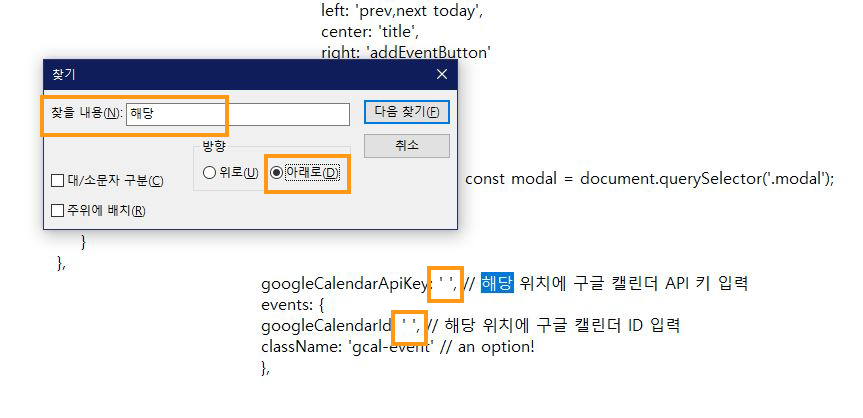 left: 'prev,next today',
center: 'title',
right: 'addEventButton'
찾기
찾을 내용(N): 해당
다음 찾기(F)
취소
방향
위로(U) 아래로(D)
대/소문자 구분(C)
주위에 배치(R)
const modal = document.querySelector('.modal');
}
},
googleCalendarApiKey: ' ', // 해당 위치에 구글 캘린더 API 키 입력
events: {
googleCalendarId: ' ', // 해당 위치에 구글 캘린더 ID 입력
className: 'gcal-event' // an option!
},